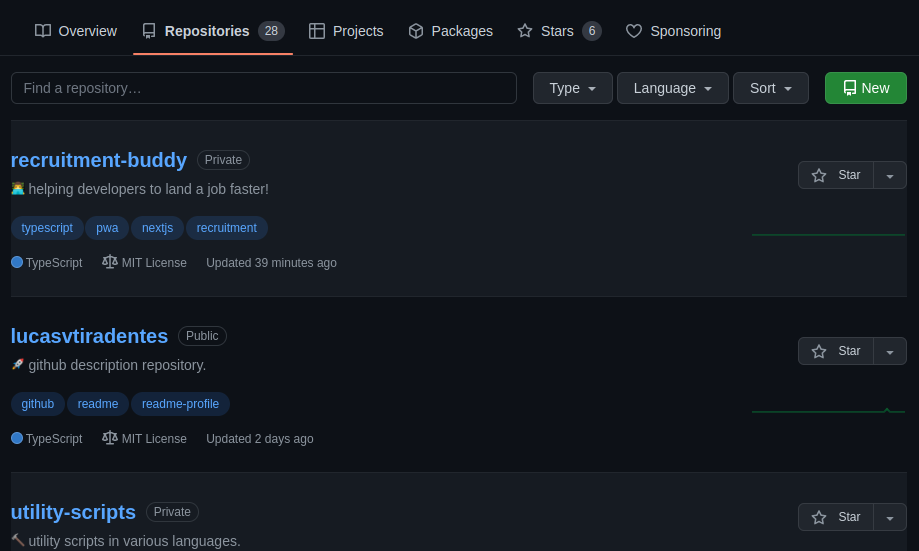 Overview Repositories 28 Projects Packages Stars 6 Sponsoring
Find a repository… Type Language Sort New
recruitment-buddy Private
Star
helping developers to land a job faster!
typescript pwa nextjs recruitment
TypeScript MIT License Updated 39 minutes ago
lucasvtiradentes Public
Star
github description repository.
github readme readme-profile
TypeScript MIT License Updated 2 days ago
utility-scripts Private
Star
utility scripts in various languages.